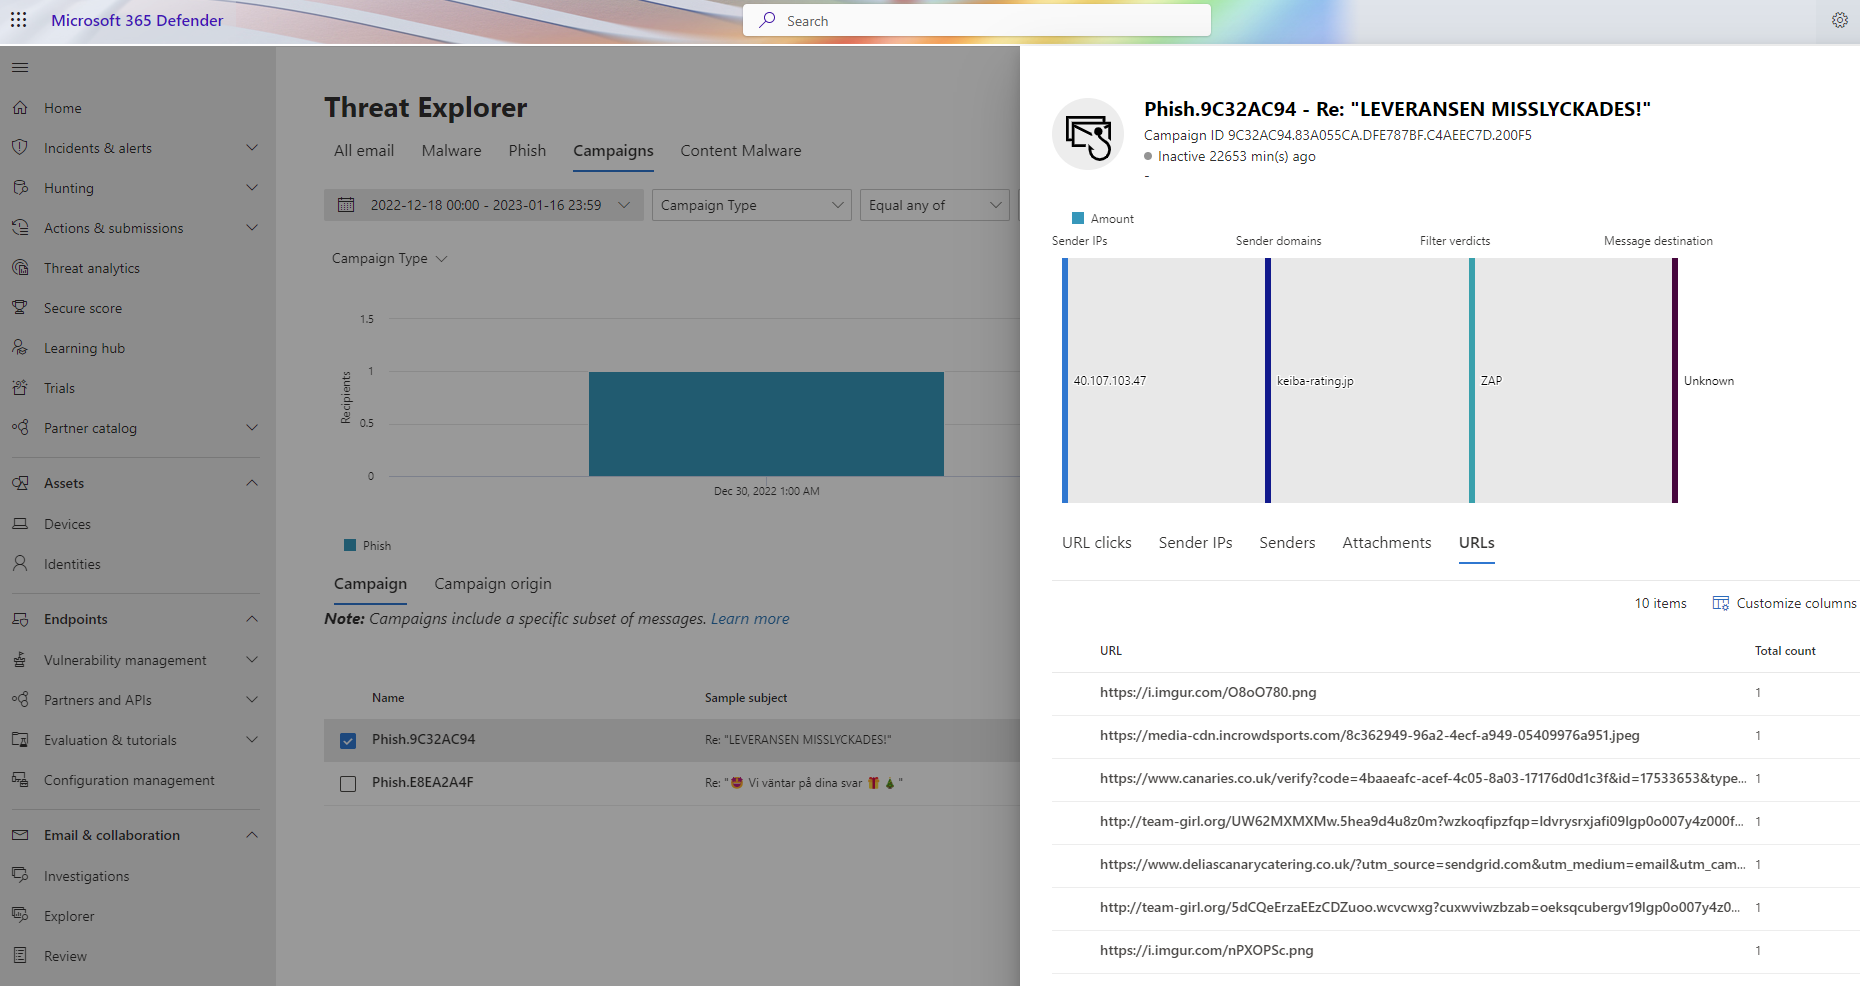 Microsoft 365 Defender
Search
Home
Incidents & alerts
Hunting
Actions & submissions
Threat analytics
Secure score
Learning hub
Trials
Partner catalog
Assets
Devices
Identities
Endpoints
Vulnerability management
Partners and APIs
Evaluation & tutorials
Configuration management
Email & collaboration
Investigations
Explorer
Review
Threat Explorer
All email Malware Phish Campaigns Content Malware
2022-12-18 00:00 - 2023-01-16 23:59 Campaign Type Equal any of
Campaign Type
Recipients
1.5
1
0.5
0
Dec 30, 2022 1:00 AM
Phish
Campaign Campaign origin
Note: Campaigns include a specific subset of messages. Learn more
Name Sample subject
Phish.9C32AC94 Re: "LEVERANSEN MISSLYCKADES!"
Phish.E8EA2A4F Re: "🤩 Vi väntar på dina svar 🎁🎄"
Phish.9C32AC94 - Re: "LEVERANSEN MISSLYCKADES!"
Campaign ID 9C32AC94.83A055CA.DFE787BF.C4AEEC7D.200F5
Inactive 22653 min(s) ago
-
Amount
Sender IPs Sender domains Filter verdicts Message destination
40.107.103.47 keiba-rating.jp ZAP Unknown
URL clicks Sender IPs Senders Attachments URLs
10 items Customize columns
URL Total count
https://i.imgur.com/O8oO780.png 1
https://media-cdn.incrowdsports.com/8c362949-96a2-4ecf-a949-05409976a951.jpeg 1
https://www.canaries.co.uk/verify?code=4baaeafc-acef-4c05-8a03-17176d0d1c3f&id=17533653&type... 1
http://team-girl.org/UW62MXMXMw.5hea9d4u8z0m?wzkoqfipzfqp=ldvrysrxjafi09lgp0o007y4z000f... 1
https://www.deliascanarycatering.co.uk/?utm_source=sendgrid.com&utm_medium=email&utm_cam... 1
http://team-girl.org/5dCQeErzaEEzCDZuoo.wcvcwxg?cuxwviwzbzab=oeksqcubergv19lgp0o007y4z0... 1
https://i.imgur.com/nPXOPSc.png 1